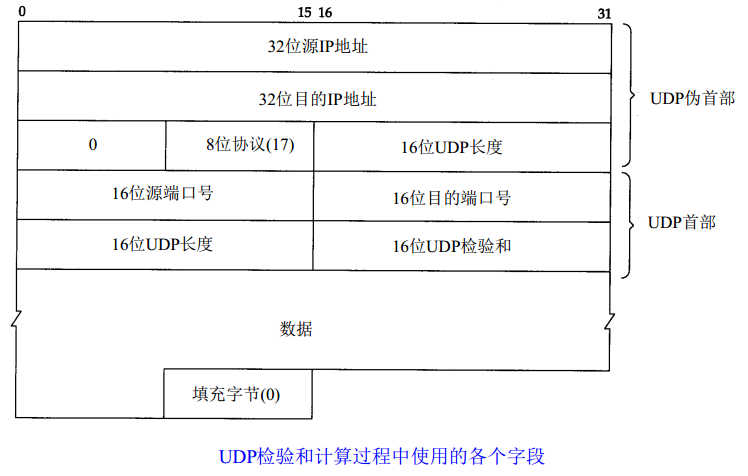 0 15 16 31
32位源IP地址
32位目的IP地址
UDP伪首部
0 8位协议(17) 16位UDP长度
16位源端口号 16位目的端口号
UDP首部
16位UDP长度 16位UDP检验和
数据
填充字节(0)
UDP检验和计算过程中使用的各个字段